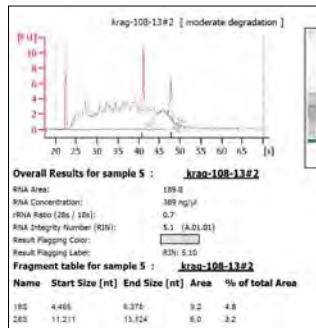 krag-108-13#2 [ moderate degradation ]
[FU]
10
8
6
4
2
0
20 25 30 35 40 45 50 55 60 65 [s]
Overall Results for sample 5 : krag-108-13#2
RNA Area: 189.8
RNA Concentration: 389 ng/µl
rRNA Ratio (28s / 18s): 0.7
RNA Integrity Number (RIN): 5.1 (A.01.01)
Result Flagging Color:
Result Flagging Label: RIN: 5.10
Fragment table for sample 5 : krag-108-13#2
Name Start Size [nt] End Size [nt] Area % of total Area
18S 4,466 9.2 4.8
28S 11,211 6.0 3.2